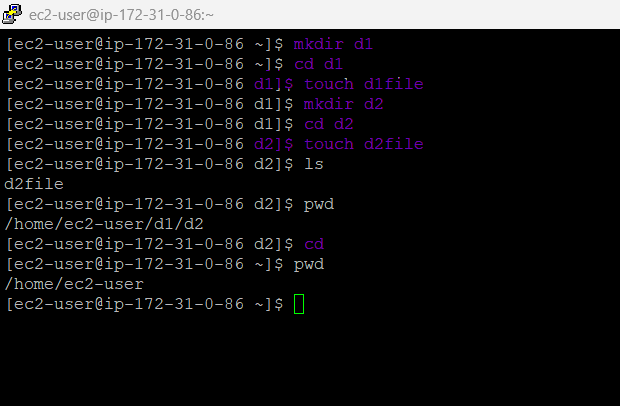 ec2-user@ip-172-31-0-86:~
[ec2-user@ip-172-31-0-86 ~]$ mkdir d1
[ec2-user@ip-172-31-0-86 ~]$ cd d1
[ec2-user@ip-172-31-0-86 d1]$ touch d1file
[ec2-user@ip-172-31-0-86 d1]$ mkdir d2
[ec2-user@ip-172-31-0-86 d1]$ cd d2
[ec2-user@ip-172-31-0-86 d2]$ touch d2file
[ec2-user@ip-172-31-0-86 d2]$ ls
d2file
[ec2-user@ip-172-31-0-86 d2]$ pwd
/home/ec2-user/d1/d2
[ec2-user@ip-172-31-0-86 d2]$ cd
[ec2-user@ip-172-31-0-86 ~]$ pwd
/home/ec2-user
[ec2-user@ip-172-31-0-86 ~]$